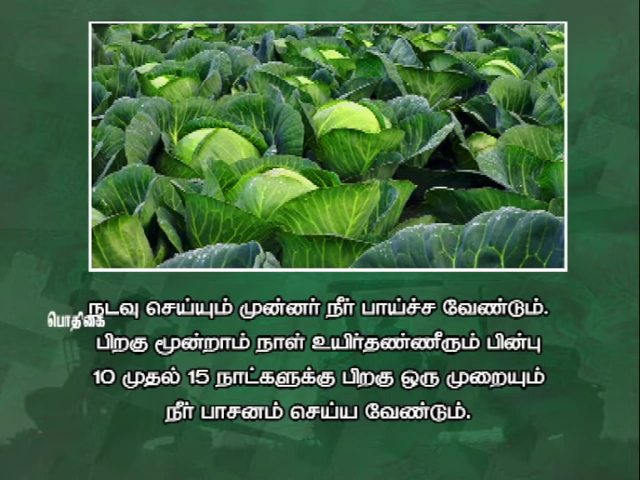 நடவு செய்யும் முன்னர் நீர் பாய்ச்ச வேண்டும்.
பொதிகை
பிறகு மூன்றாம் நாள் உயிர்தண்ணீரும் பின்பு
10 முதல் 15 நாட்களுக்கு பிறகு ஒரு முறையும்
நீர் பாசனம் செய்ய வேண்டும்.